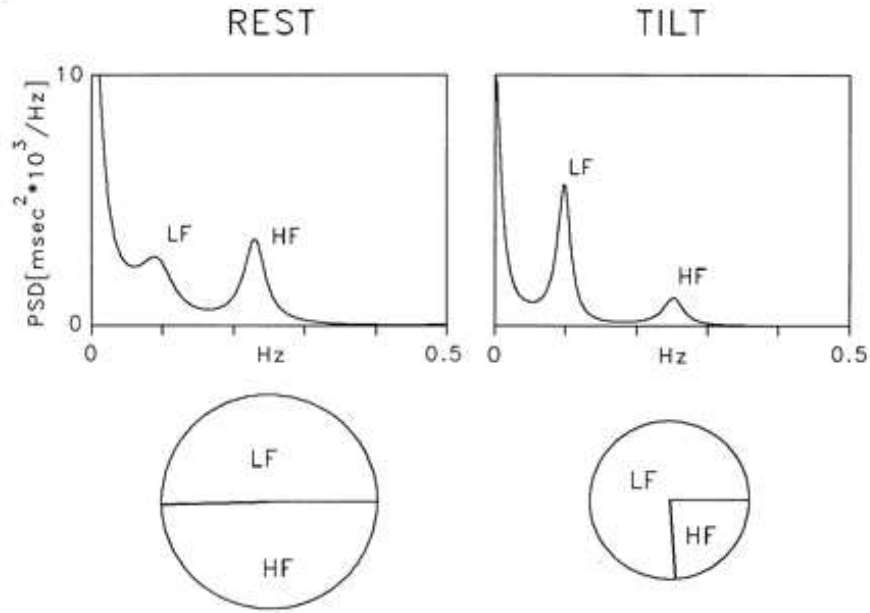 REST
TILT
PSD[msec²*10³/Hz]
10
0
LF
HF
0
Hz
0.5
LF
HF
0
Hz
0.5
LF
HF
LF
HF